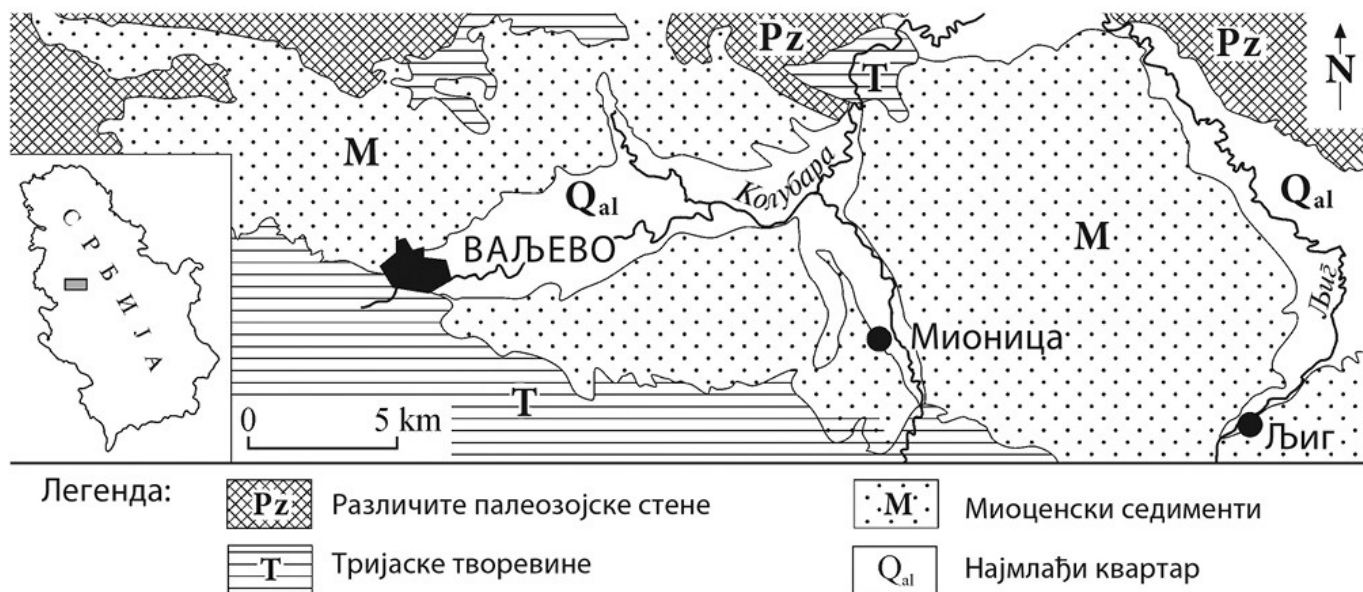 Pz
Pz
T
N
M
Колубара
Qal
Qal
M
ВАЉЕВО
СРБИЈА
Љиг
Мионица
T
0 5 km
Љиг
Легенда:
Pz Различите палеозојске стене
M Миоценски седименти
T Тријаске творевине
Qal Најмлађи квартар